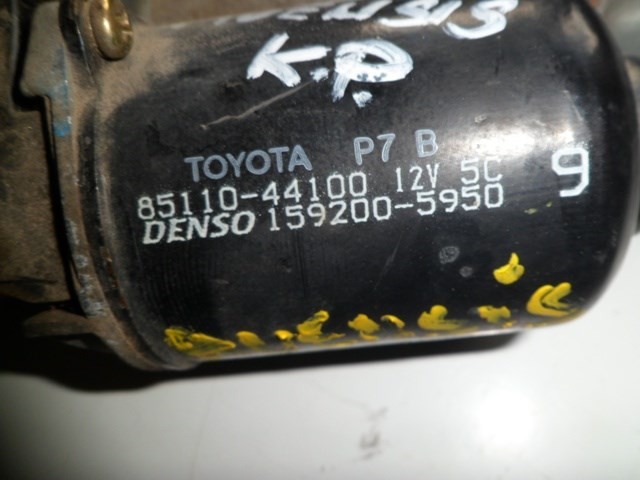 K.P.
TOYOTA P7 B
85110-44100 12V 5C
DENSO 159200-5950
9